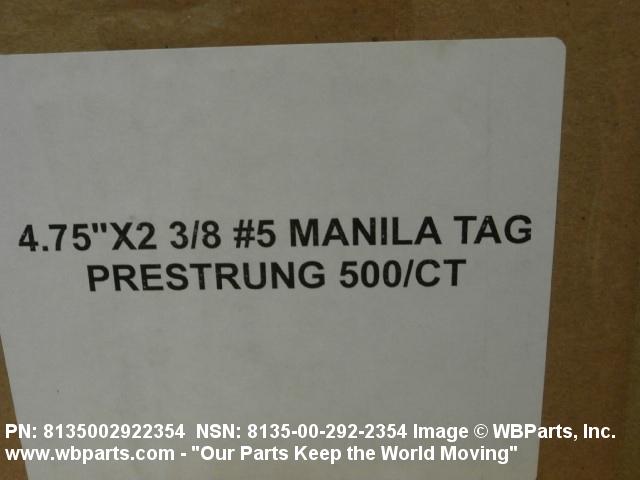 4.75"X2 3/8 #5 MANILA TAG
PRESTRUNG 500/CT
PN: 8135002922354  NSN: 8135-00-292-2354 Image © WBParts, Inc.
www.wbparts.com - "Our Parts Keep the World Moving"